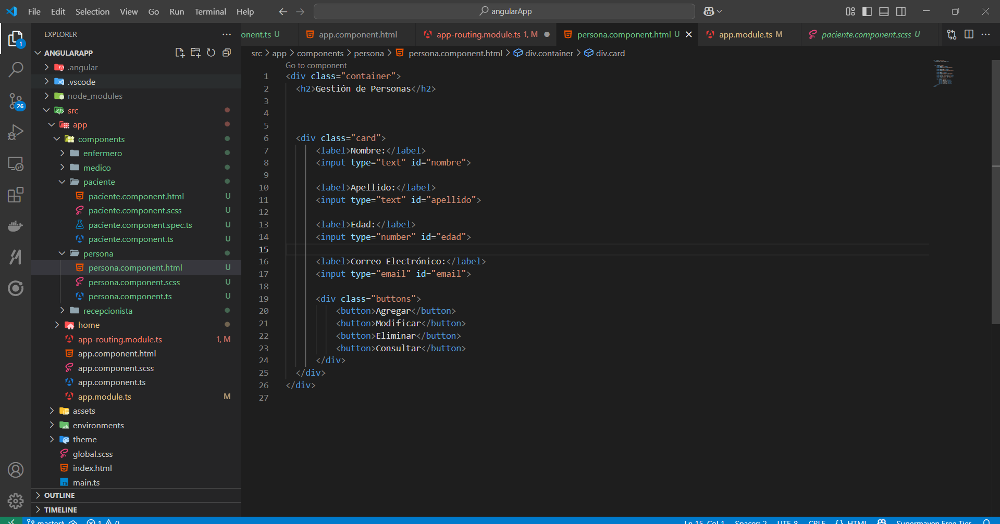 File Edit Selection View Go Run Terminal Help
angularApp
EXPLORER
onent.ts U
app.component.html
app-routing.module.ts 1, M
persona.component.html U
app.module.ts M
paciente.component.scss U
src > app > components > persona > persona.component.html > div.container > div.card
1
26
ANGULARAPP
.angular
.vscode
node_modules
src
app
components
enfermero
medico
paciente
paciente.component.html U
paciente.component.scss U
paciente.component.spec.ts U
paciente.component.ts U
persona
persona.component.html U
persona.component.scss U
persona.component.ts U
recepcionista
home
app-routing.module.ts 1, M
app.component.html
app.component.scss
app.component.ts
app.module.ts M
assets
environments
theme
global.scss
index.html
main.ts
OUTLINE
TIMELINE
Go to component
1 <div class="container">
2 <h2>Gestión de Personas</h2>
3
4
5
6 <div class="card">
7 <label>Nombre:</label>
8 <input type="text" id="nombre">
9
10 <label>Apellido:</label>
11 <input type="text" id="apellido">
12
13 <label>Edad:</label>
14 <input type="number" id="edad">
15
16 <label>Correo Electrónico:</label>
17 <input type="email" id="email">
18
19 <div class="buttons">
20 <button>Agregar</button>
21 <button>Modificar</button>
22 <button>Eliminar</button>
23 <button>Consultar</button>
24 </div>
25 </div>
26 </div>
27
master* 1 0 Ln 15, Col 1 Spaces: 2 UTF-8 CRLF {} HTML Supermaven Free Tier